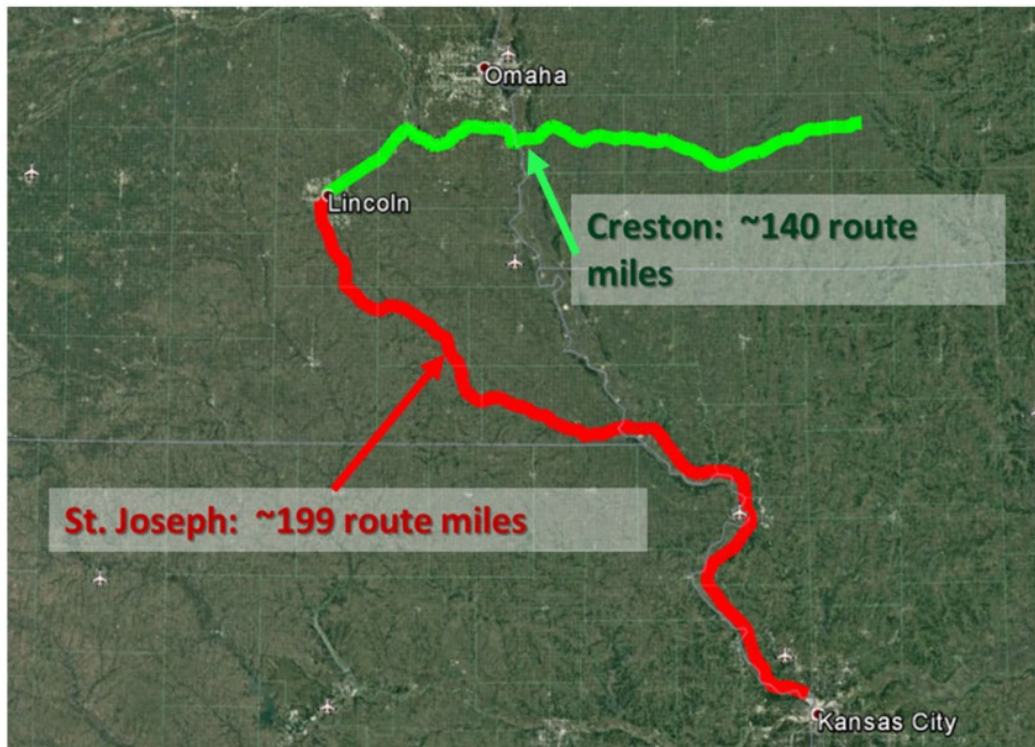 Omaha
Lincoln
Creston:  ~140 route
miles
St. Joseph:  ~199 route miles
Kansas City